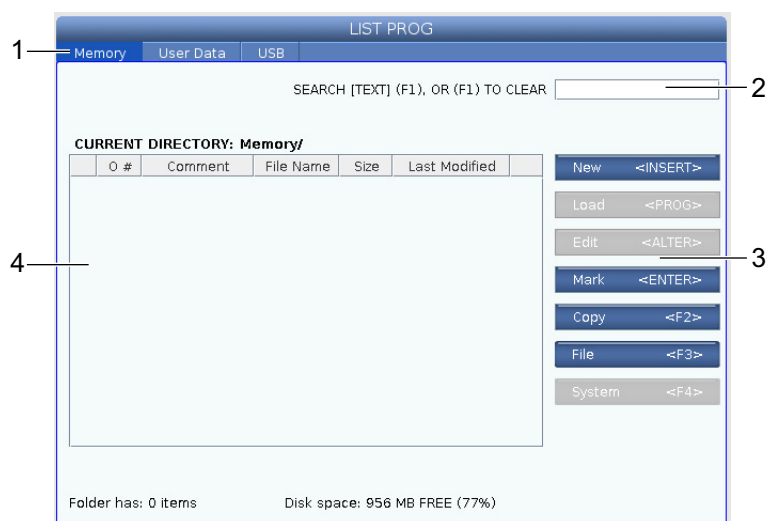 LIST PROG
1
Memory User Data USB
SEARCH [TEXT] (F1), OR (F1) TO CLEAR
2
CURRENT DIRECTORY: Memory/
O # Comment File Name Size Last Modified
New <INSERT>
Load <PROG>
Edit <ALTER>
3
4
Mark <ENTER>
Copy <F2>
File <F3>
System <F4>
Folder has: 0 items Disk space: 956 MB FREE (77%)